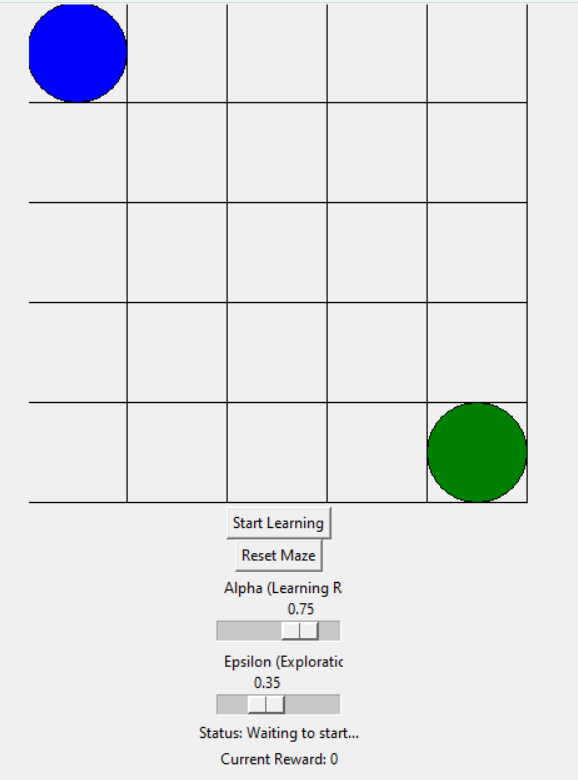 Start Learning
Reset Maze
Alpha (Learning R
0.75
Epsilon (Exploratic
0.35
Status: Waiting to start...
Current Reward: 0